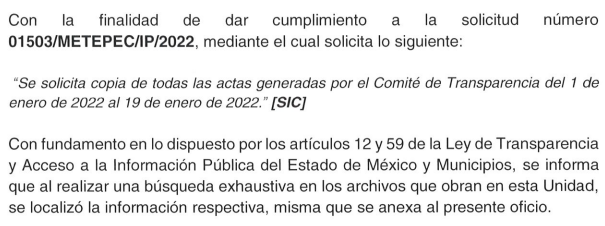 Con la finalidad de dar cumplimiento a la solicitud número
01503/METEPEC/IP/2022, mediante el cual solicita lo siguiente:
“Se solicita copia de todas las actas generadas por el Comité de Transparencia del 1 de
enero de 2022 al 19 de enero de 2022.” [SIC]
Con fundamento en lo dispuesto por los artículos 12 y 59 de la Ley de Transparencia
y Acceso a la Información Pública del Estado de México y Municipios, se informa
que al realizar una búsqueda exhaustiva en los archivos que obran en esta Unidad,
se localizó la información respectiva, misma que se anexa al presente oficio.